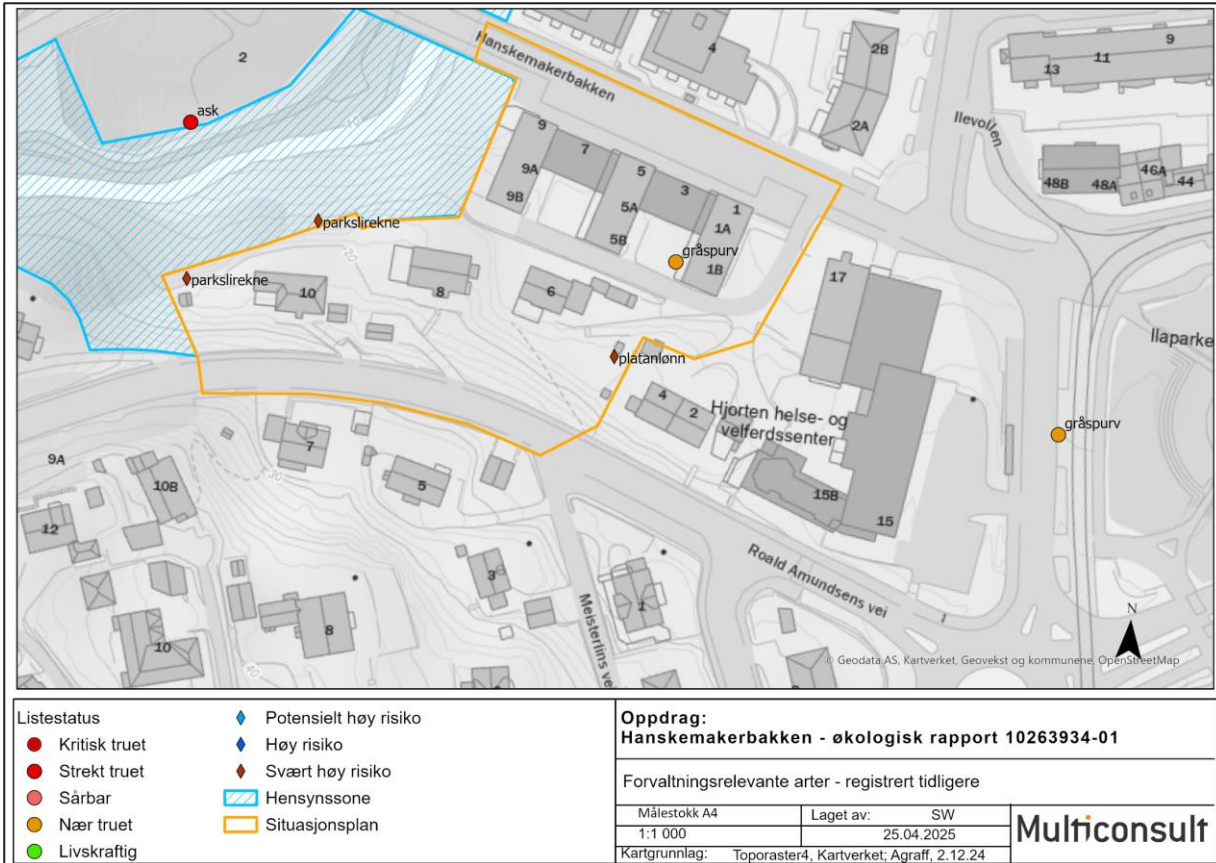 2
4
2B
9
11
13
Hanskemakerbakken
ask
10
2A
Ilevollen
9
7
5
9A
3
46A
48B
48A
44
9B
5A
1
1A
5B
parkslirekne
gråspurv
1B
20
17
parkslirekne
10
8
6
Ilaparke
platanlønn
4
2
Hjorten helse- og
velferdssenter
gråspurv
7
9A
10B
30
5
15B
12
15
3
Roald Amundsens vei
1
8
Meisterlins ve
10
40
N
© Geodata AS, Kartverket, Geovekst og kommunene, OpenStreetMap
Listestatus
Kritisk truet
Strekt truet
Sårbar
Nær truet
Livskraftig
Potensielt høy risiko
Høy risiko
Svært høy risiko
Hensynssone
Situasjonsplan
Oppdrag:
Hanskemakerbakken - økologisk rapport 10263934-01
Forvaltningsrelevante arter - registrert tidligere
Målestokk A4
Laget av: SW
1:1 000
25.04.2025
Kartgrunnlag: Toporaster4, Kartverket; Agraff, 2.12.24
Multiconsult